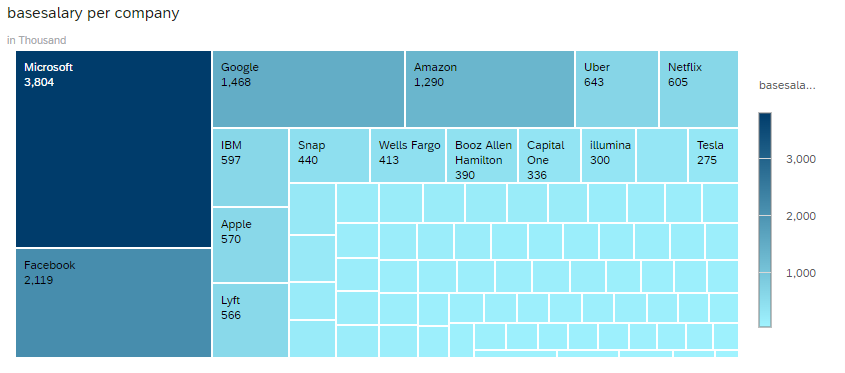 basesalary per company
in Thousand
Microsoft
3,804
Google
1,468
Amazon
1,290
Uber
643
Netflix
605
basesala...
IBM
597
Snap
440
Wells Fargo
413
Booz Allen
Hamilton
390
Capital
One
336
illumina
300
Tesla
275
3,000
2,000
1,000
Apple
570
Facebook
2,119
Lyft
566